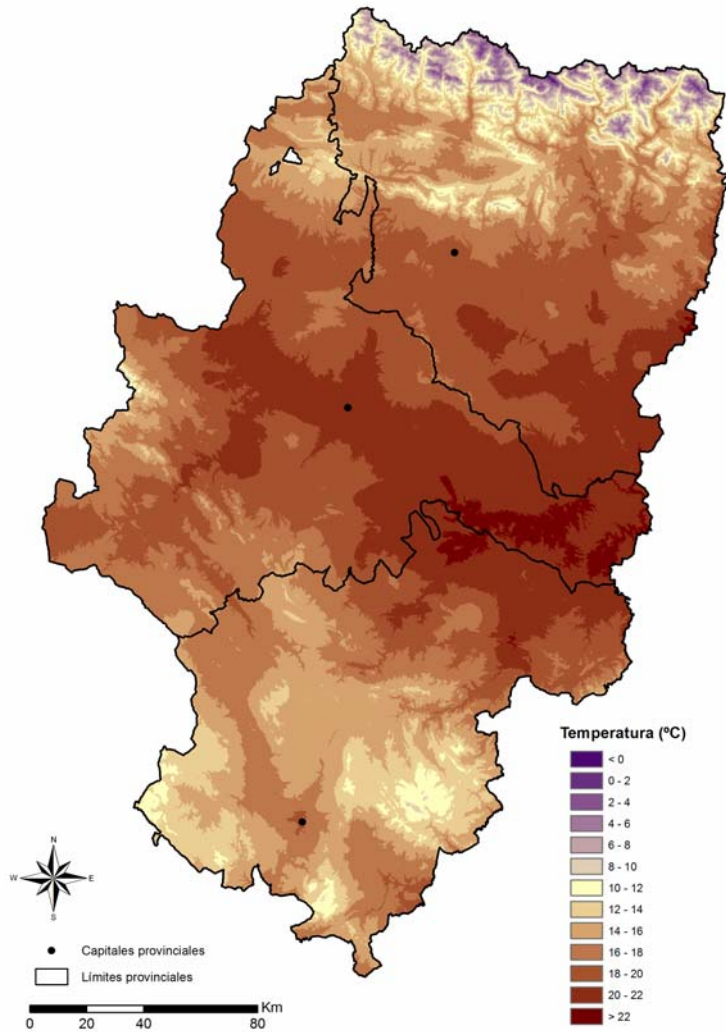 Temperatura (ºC)
< 0
0 - 2
2 - 4
4 - 6
6 - 8
8 - 10
10 - 12
12 - 14
14 - 16
16 - 18
18 - 20
20 - 22
> 22
N
W E
S
Capitales provinciales
Límites provinciales
Km
0 20 40 80